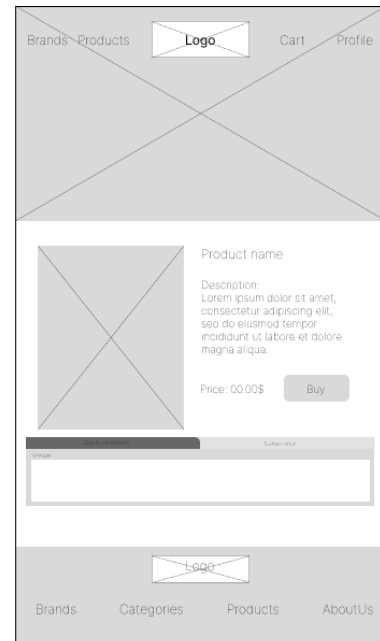 Brands Products Logo Cart Profile
Product name
Description:
Lorem ipsum dolor sit amet,
consectetur adipiscing elit,
sed do eiusmod tempor
incididunt ut labore et dolore
magna aliqua.
Price: 00.00$ Buy
Logo
Brands Categories Products AboutUs